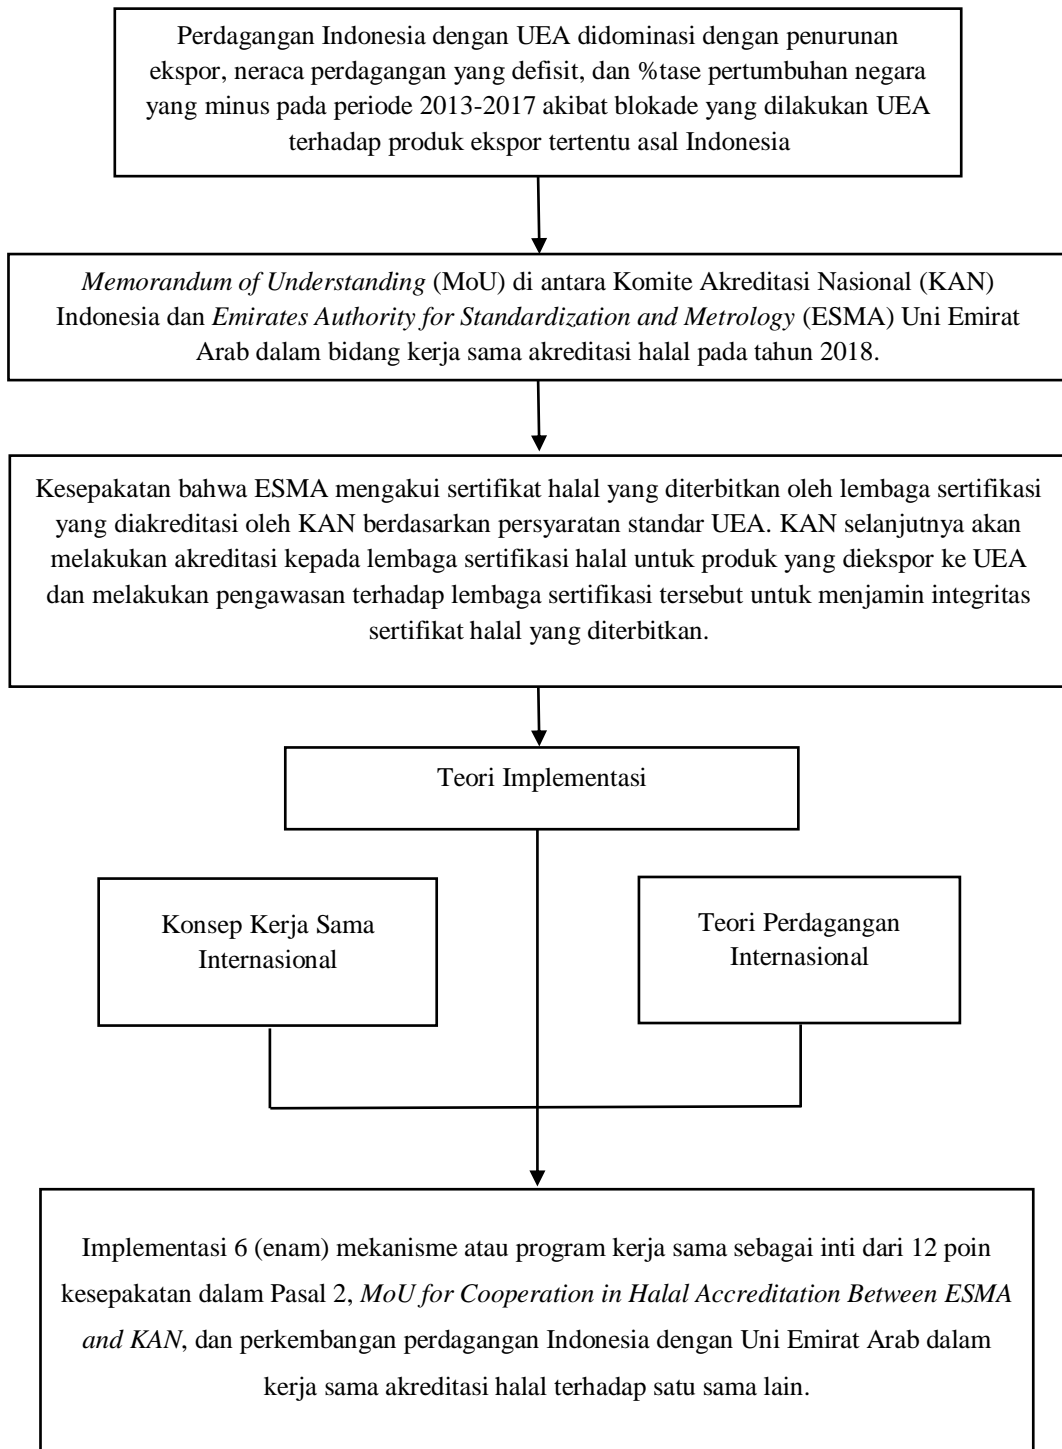 Perdagangan Indonesia dengan UEA didominasi dengan penurunan
ekspor, neraca perdagangan yang defisit, dan %tase pertumbuhan negara
yang minus pada periode 2013-2017 akibat blokade yang dilakukan UEA
terhadap produk ekspor tertentu asal Indonesia
Memorandum of Understanding (MoU) di antara Komite Akreditasi Nasional (KAN)
Indonesia dan Emirates Authority for Standardization and Metrology (ESMA) Uni Emirat
Arab dalam bidang kerja sama akreditasi halal pada tahun 2018.
Kesepakatan bahwa ESMA mengakui sertifikat halal yang diterbitkan oleh lembaga sertifikasi
yang diakreditasi oleh KAN berdasarkan persyaratan standar UEA. KAN selanjutnya akan
melakukan akreditasi kepada lembaga sertifikasi halal untuk produk yang diekspor ke UEA
dan melakukan pengawasan terhadap lembaga sertifikasi tersebut untuk menjamin integritas
sertifikat halal yang diterbitkan.
Teori Implementasi
Konsep Kerja Sama
Internasional
Teori Perdagangan
Internasional
Implementasi 6 (enam) mekanisme atau program kerja sama sebagai inti dari 12 poin
kesepakatan dalam Pasal 2, MoU for Cooperation in Halal Accreditation Between ESMA
and KAN, dan perkembangan perdagangan Indonesia dengan Uni Emirat Arab dalam
kerja sama akreditasi halal terhadap satu sama lain.